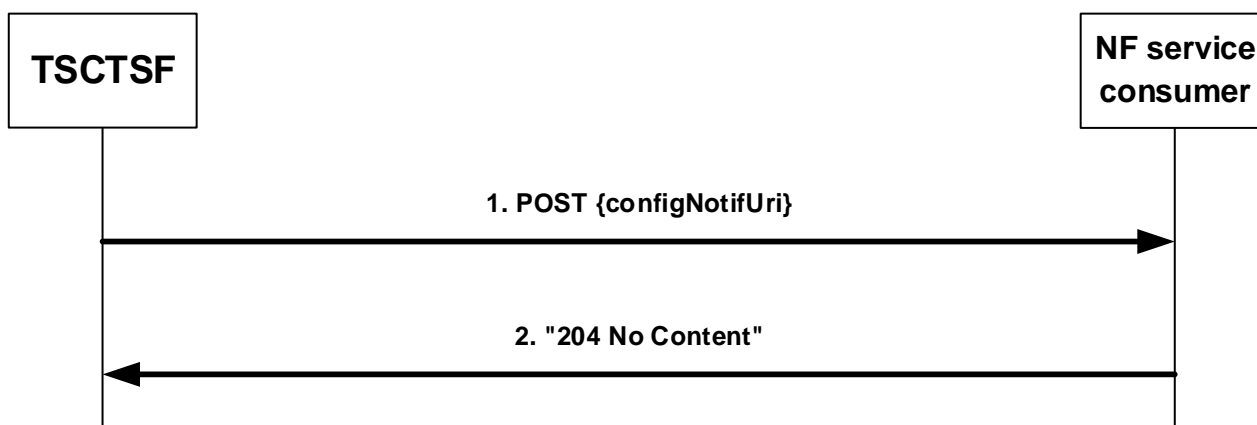 TSCTSF
NF service
consumer
1. POST {configNotifUri}
2. "204 No Content"